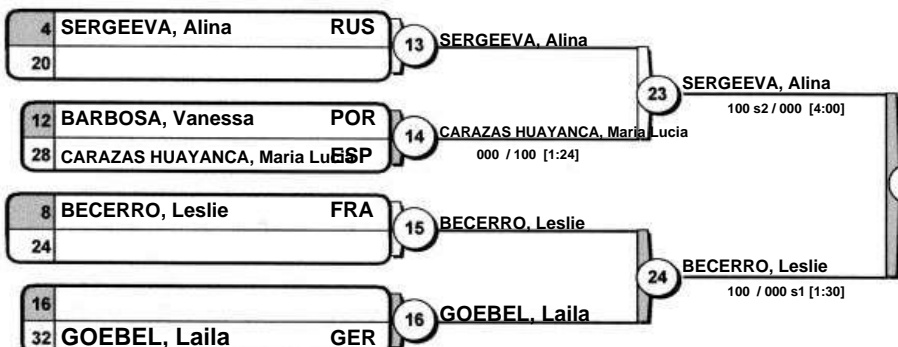 4 SERGEEVA, Alina RUS
20
13
SERGEEVA, Alina
12 BARBOSA, Vanessa POR
28 CARAZAS HUAYANCA, Maria Lucia ESP
14
CARAZAS HUAYANCA, Maria Lucia
000 / 100 [1:24]
23
SERGEEVA, Alina
100 s2 / 000 [4:00]
8 BECERRO, Leslie FRA
24
15
BECERRO, Leslie
16
32 GOEBEL, Laila GER
16
GOEBEL, Laila
24
BECERRO, Leslie
100 / 000 s1 [1:30]